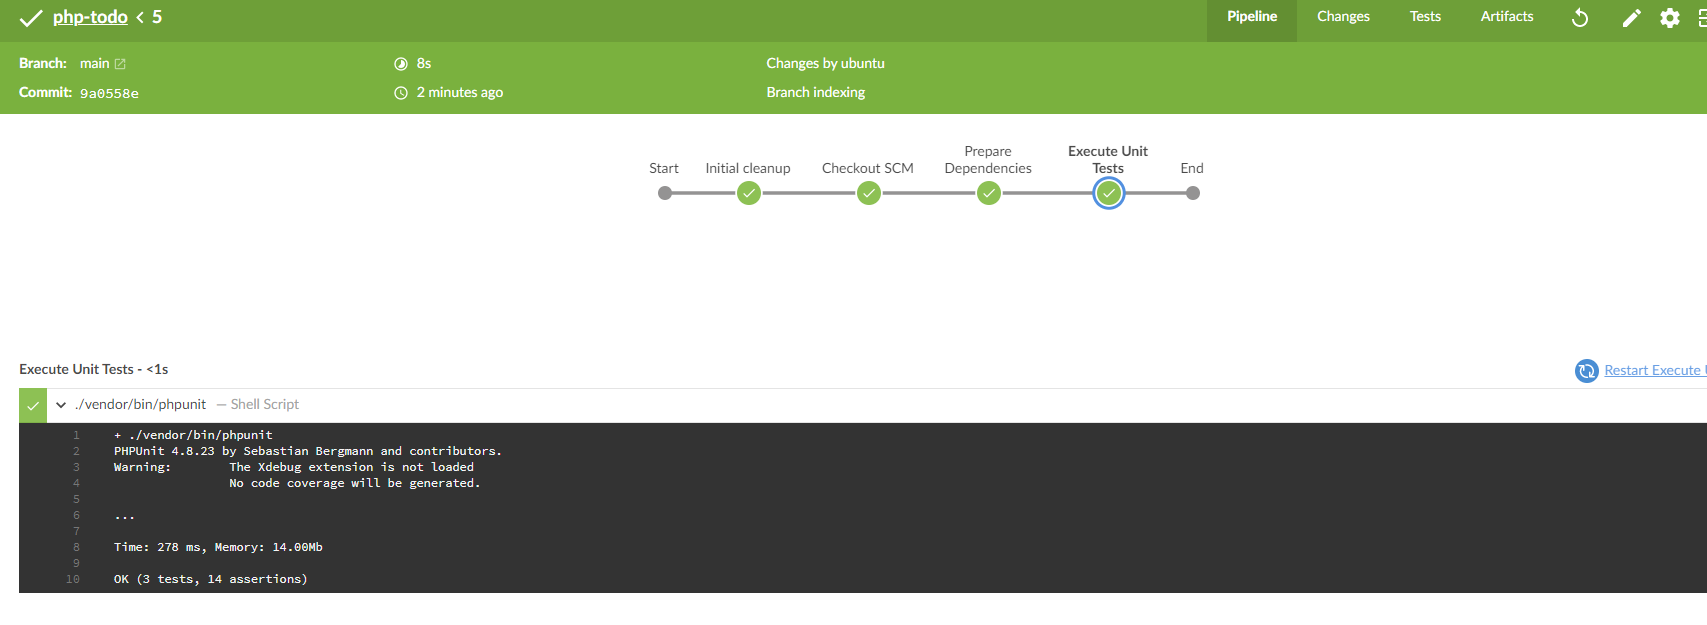 php-todo < 5
Pipeline Changes Tests Artifacts
Branch: main 8s Changes by ubuntu
Commit: 9a0558e 2 minutes ago Branch indexing
Start Initial cleanup Checkout SCM Prepare Dependencies Execute Unit Tests End
Execute Unit Tests - <1s Restart Execute
./vendor/bin/phpunit — Shell Script
1 + ./vendor/bin/phpunit
2 PHPUnit 4.8.23 by Sebastian Bergmann and contributors.
3 Warning: The Xdebug extension is not loaded
4 No code coverage will be generated.
5
6 ...
7
8 Time: 278 ms, Memory: 14.00Mb
9
10 OK (3 tests, 14 assertions)